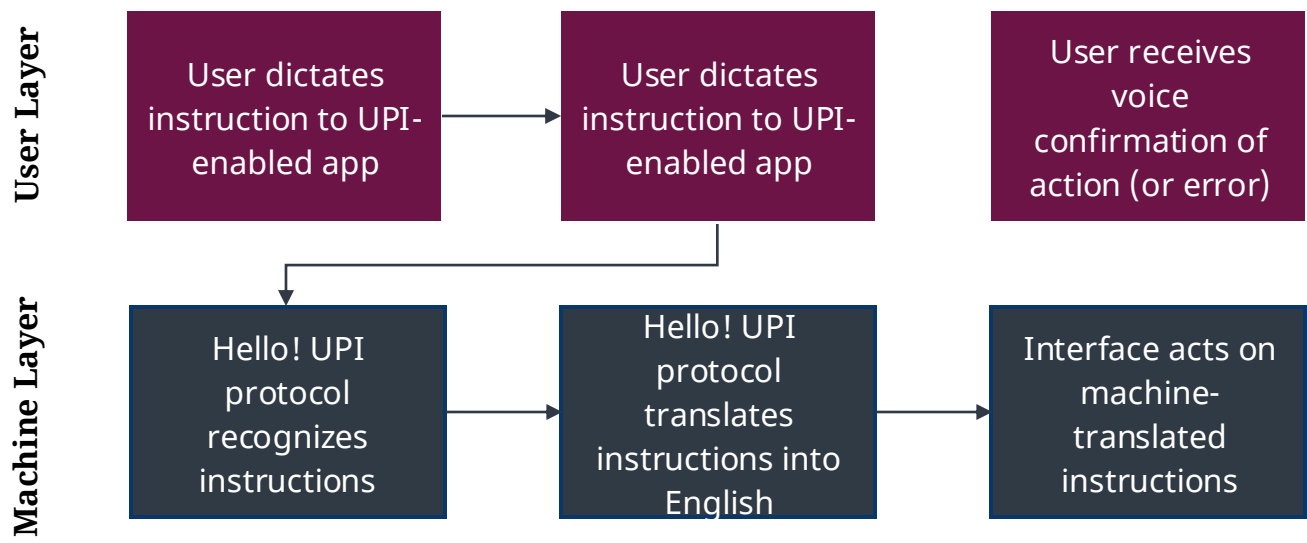 User Layer
User dictates
instruction to UPI-
enabled app
User dictates
instruction to UPI-
enabled app
User receives
voice
confirmation of
action (or error)
Machine Layer
Hello! UPI
protocol
recognizes
instructions
Hello! UPI
protocol
translates
instructions into
English
Interface acts on
machine-
translated
instructions